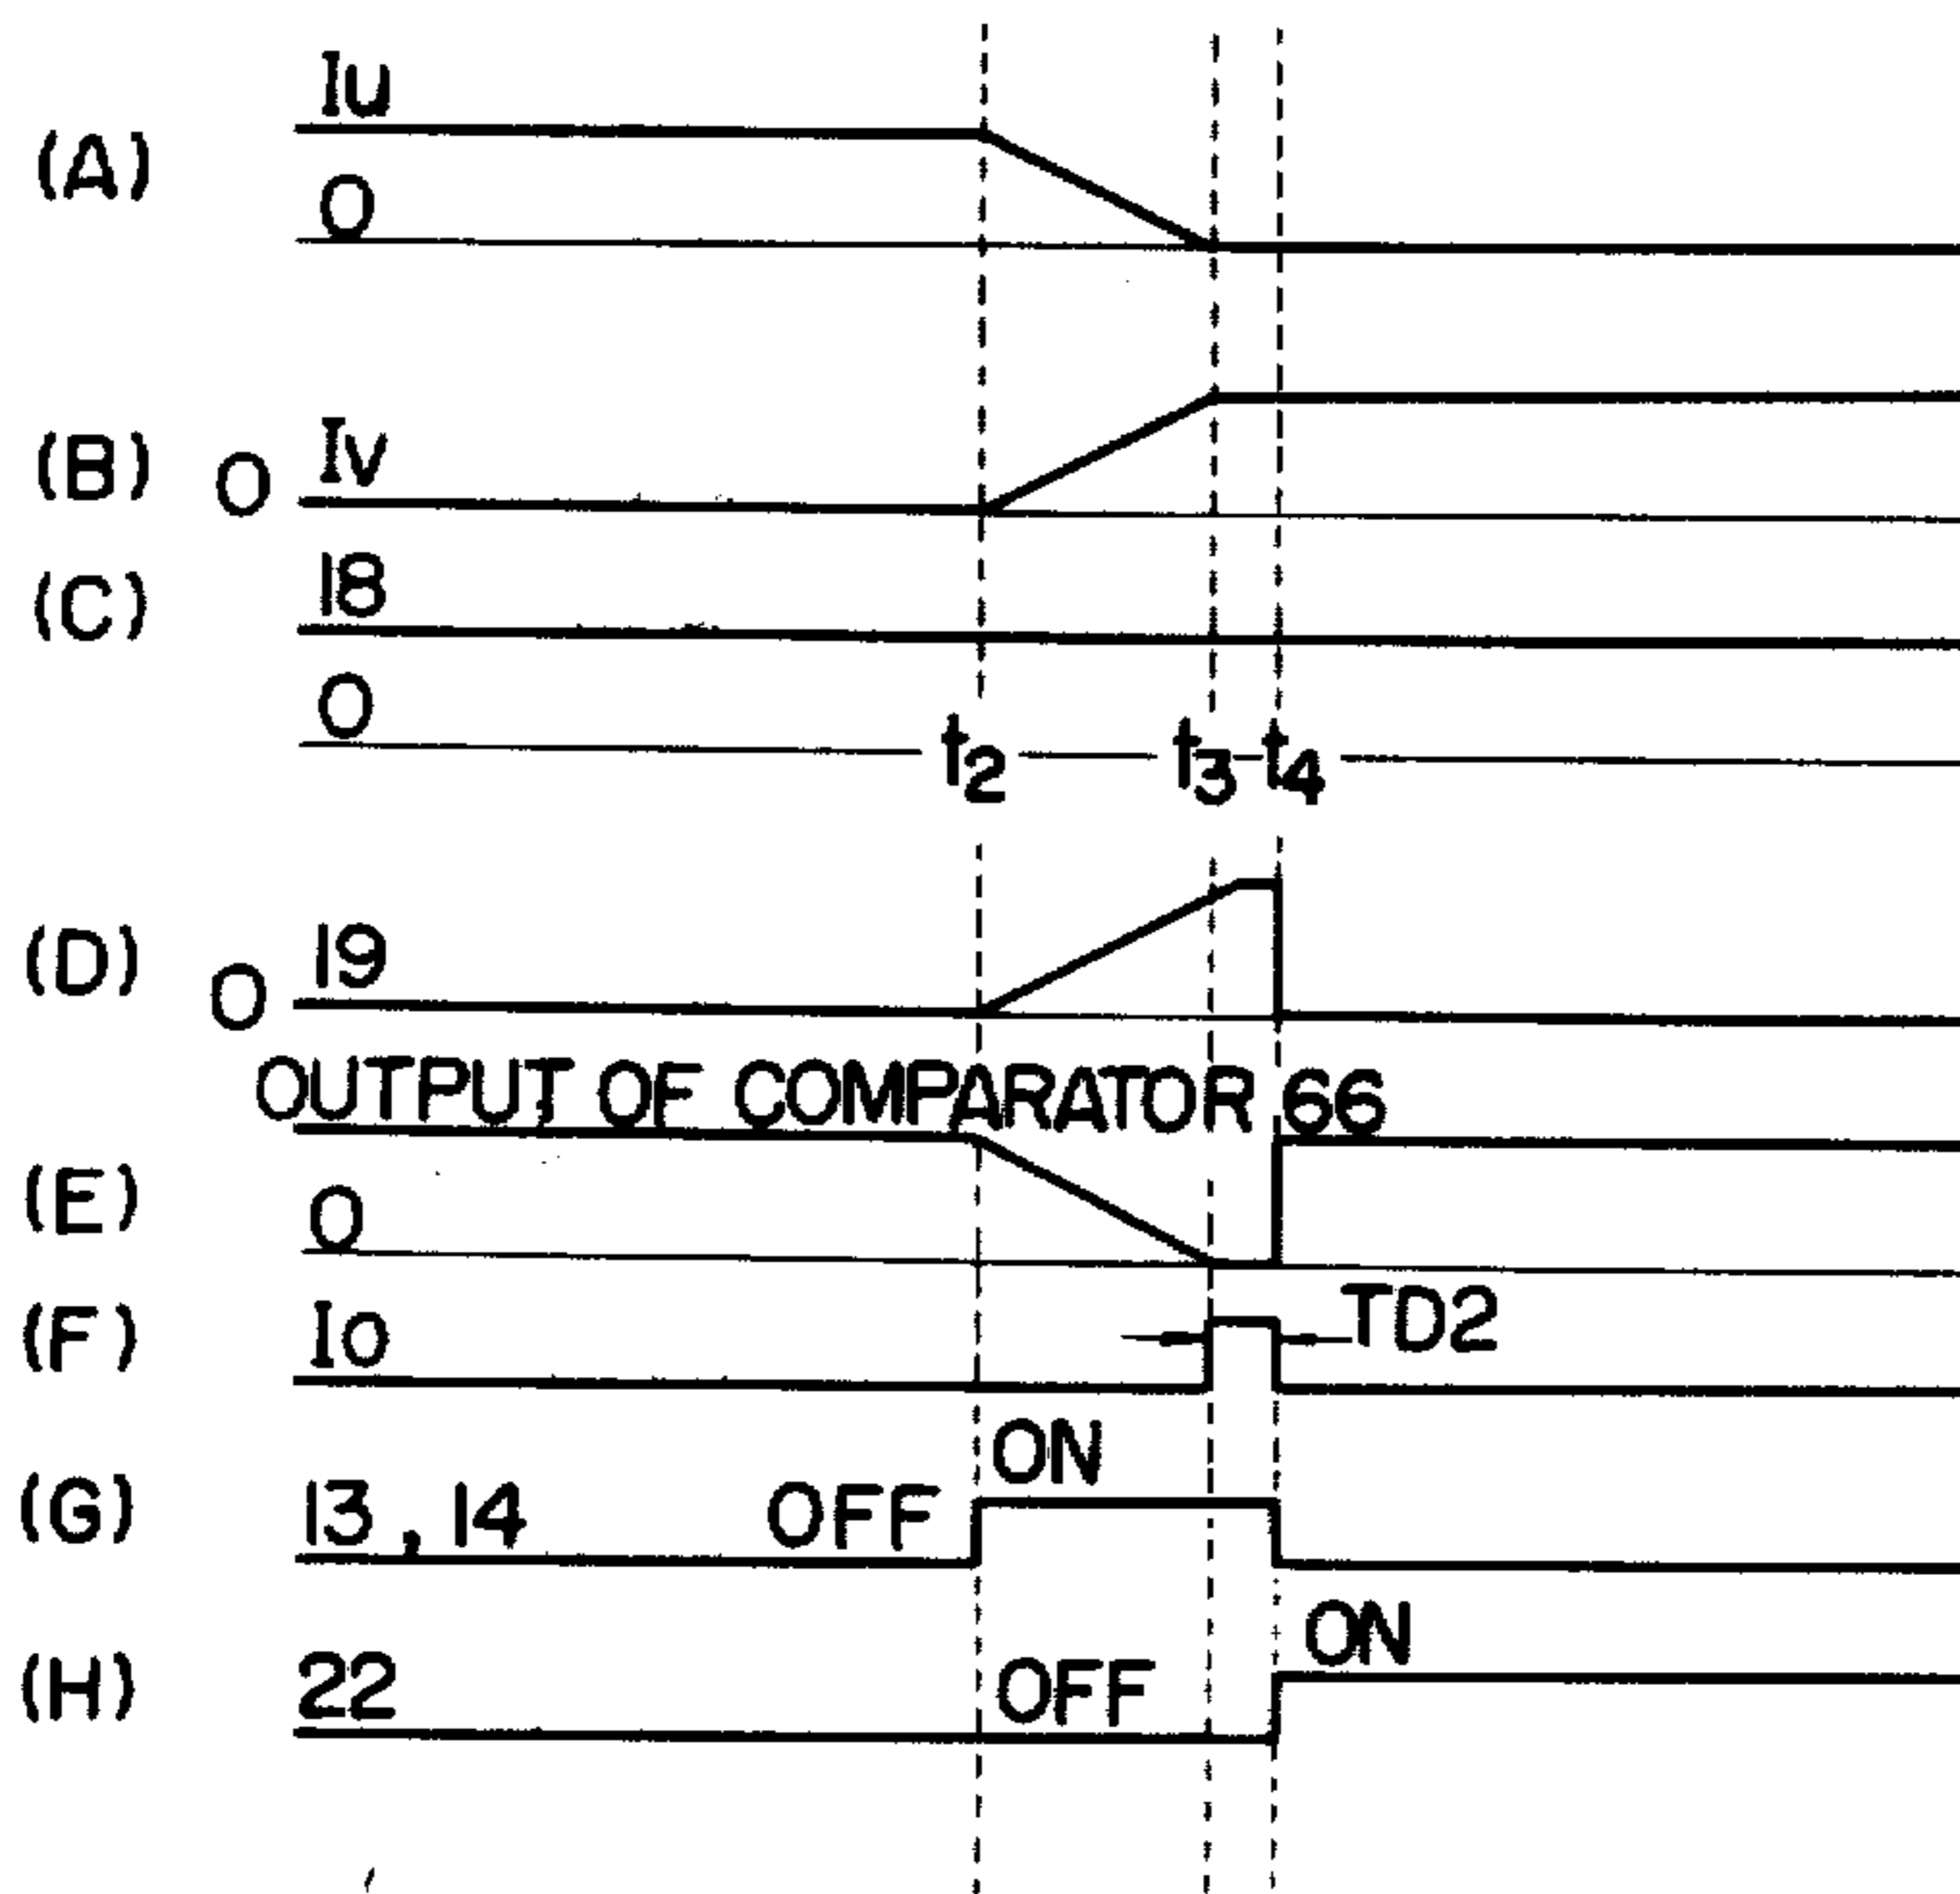 (A) Iu
0
(B) 0 Iv
(C) 18
0
t2 t3 t4
(D) 0 19
OUTPUT OF COMPARATOR 66
(E) 0
(F) Io TD2
(G) 13, 14 OFF ON
(H) 22 OFF ON